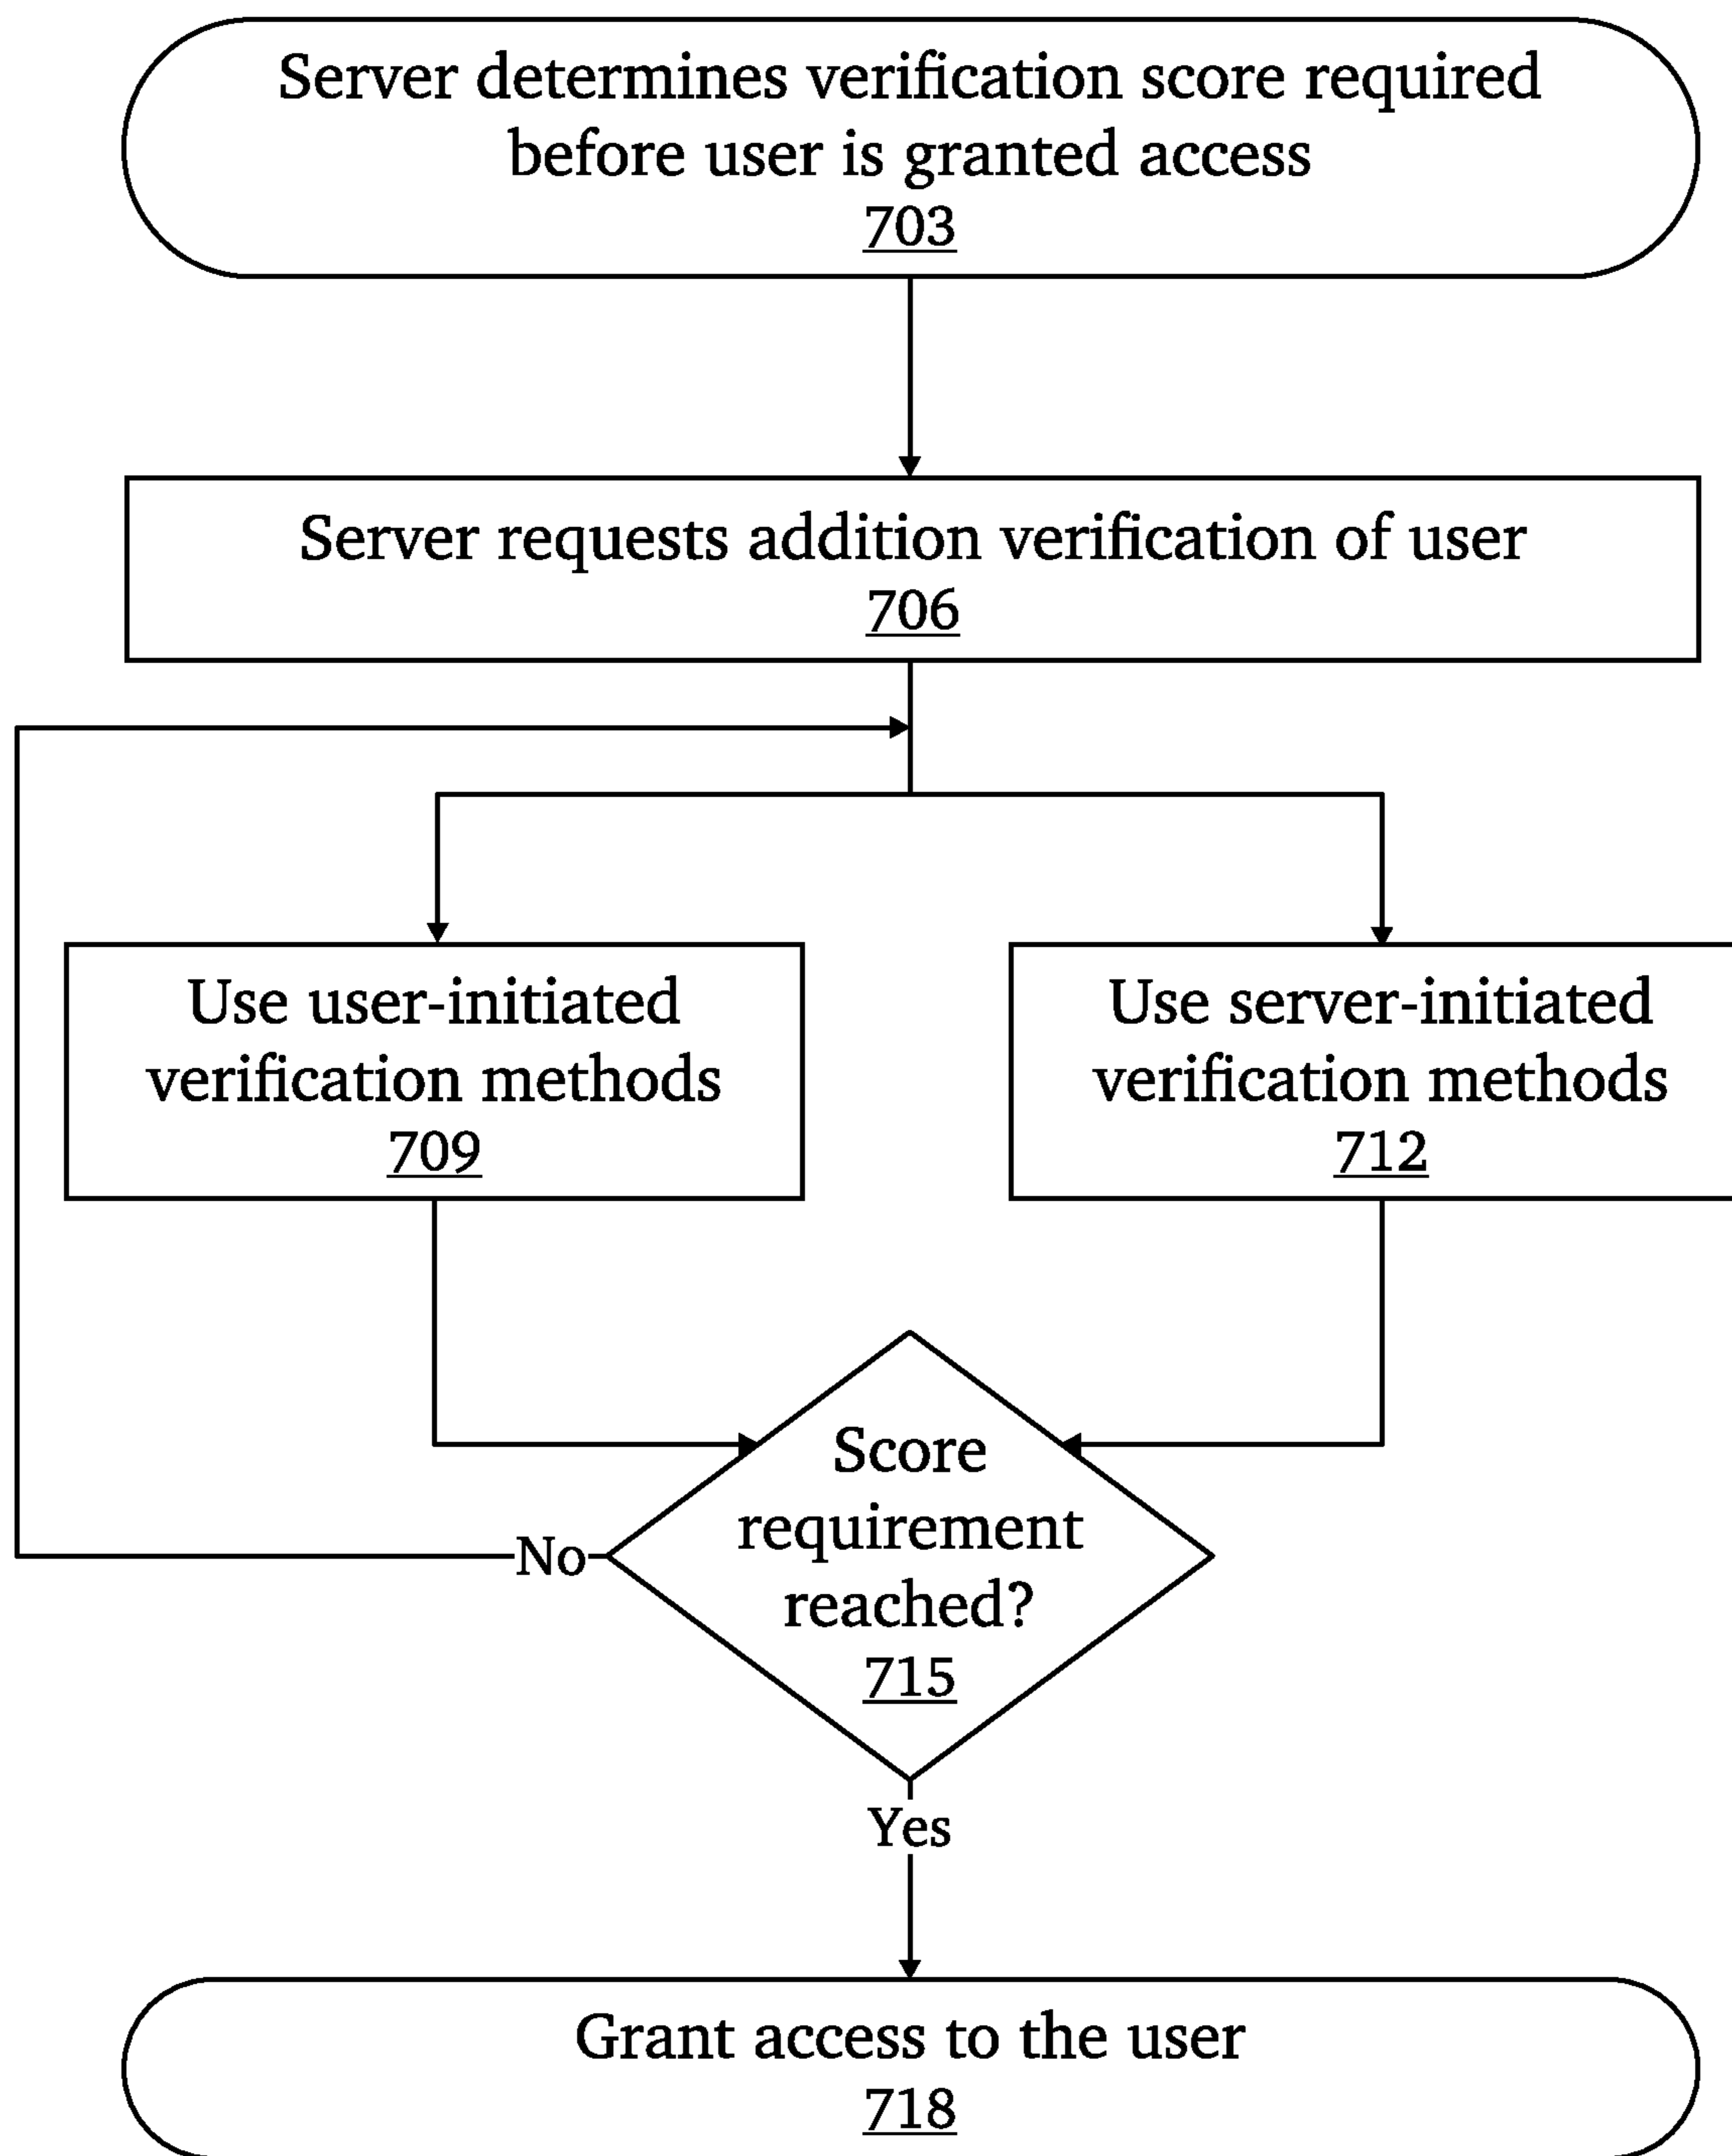 Server determines verification score required
before user is granted access
703
Server requests addition verification of user
706
Use user-initiated
verification methods
709
Use server-initiated
verification methods
712
Score
requirement
reached?
715
No
Yes
Grant access to the user
718